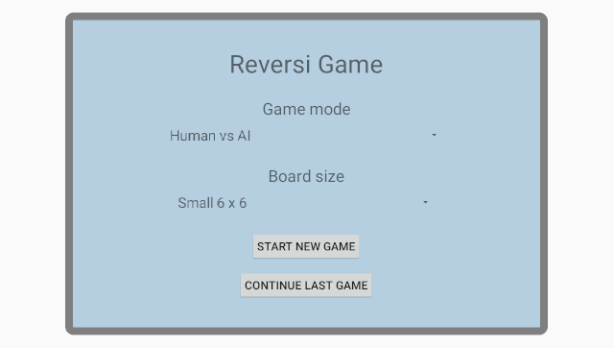 Reversi Game
Game mode
Human vs AI
Board size
Small 6 x 6
START NEW GAME
CONTINUE LAST GAME